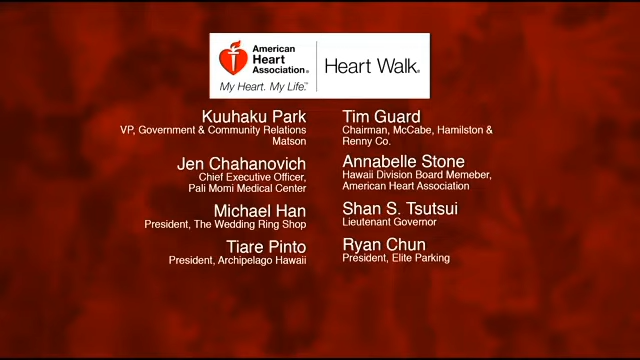 American
Heart
Association®
My Heart. My Life.™
Heart Walk®
Kuuhaku Park
VP, Government & Community Relations
Matson
Jen Chahanovich
Chief Executive Officer,
Pali Momi Medical Center
Michael Han
President, The Wedding Ring Shop
Tiare Pinto
President, Archipelago Hawaii
Tim Guard
Chairman, McCabe, Hamilston &
Renny Co.
Annabelle Stone
Hawaii Division Board Memeber,
American Heart Association
Shan S. Tsutsui
Lieutenant Governor
Ryan Chun
President, Elite Parking